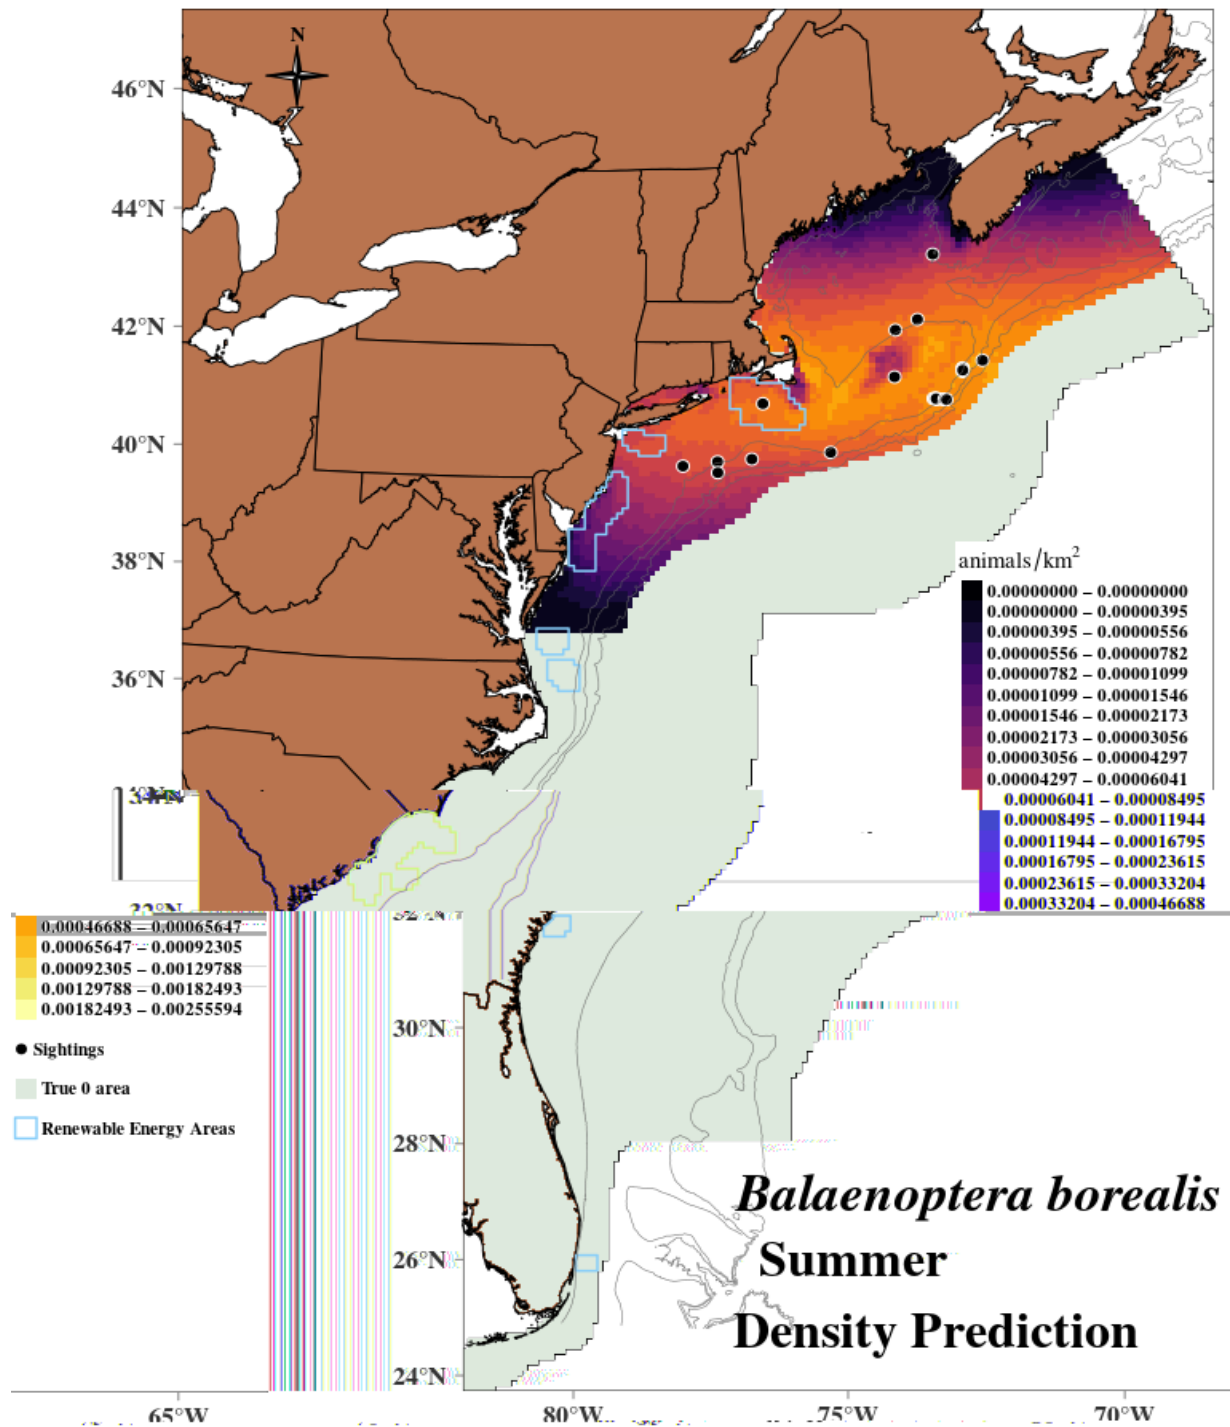 N
46°N
44°N
42°N
40°N
38°N
36°N
34°N
32°N
animals/km²
0.00000000 – 0.00000000
0.00000000 – 0.00000395
0.00000395 – 0.00000556
0.00000556 – 0.00000782
0.00000782 – 0.00001099
0.00001099 – 0.00001546
0.00001546 – 0.00002173
0.00002173 – 0.00003056
0.00003056 – 0.00004297
0.00004297 – 0.00006041
0.00006041 – 0.00008495
0.00008495 – 0.00011944
0.00011944 – 0.00016795
0.00016795 – 0.00023615
0.00023615 – 0.00033204
0.00033204 – 0.00046688
0.00046688 – 0.00065647
0.00065647 – 0.00092305
0.00092305 – 0.00129788
0.00129788 – 0.00182493
0.00182493 – 0.00255594
Sightings
True 0 area
Renewable Energy Areas
30°N
28°N
26°N
24°N
Balaenoptera borealis
Summer
Density Prediction
65°W
80°W
75°W
70°W